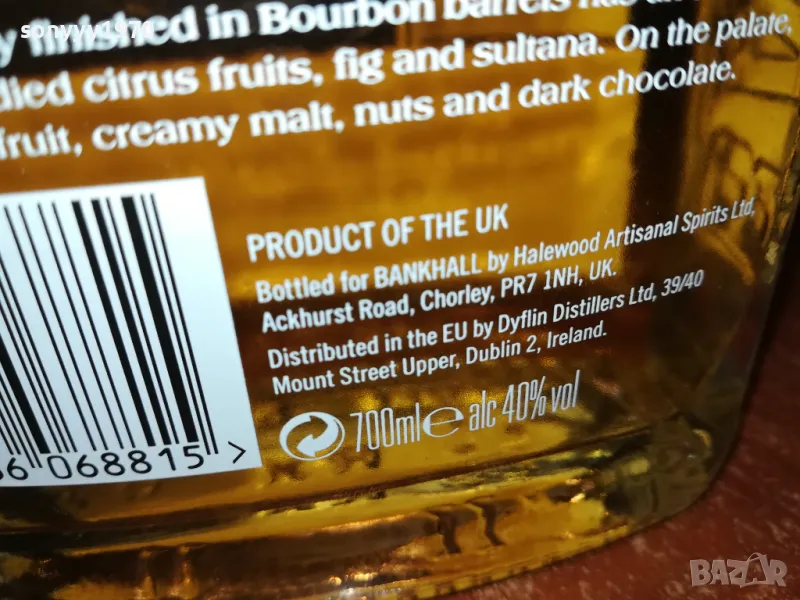 sonyyy1970
finished in Bourbon barrels has
citrus fruits, fig and sultana. On the palate,
fruit, creamy malt, nuts and dark chocolate.
PRODUCT OF THE UK
Bottled for BANKHALL by Halewood Artisanal Spirits Ltd,
Ackhurst Road, Chorley, PR7 1NH, UK.
Distributed in the EU by Dyflin Distillers Ltd, 39/40
Mount Street Upper, Dublin 2, Ireland.
700ml e alc 40% vol
6 068815 >
BAZAR